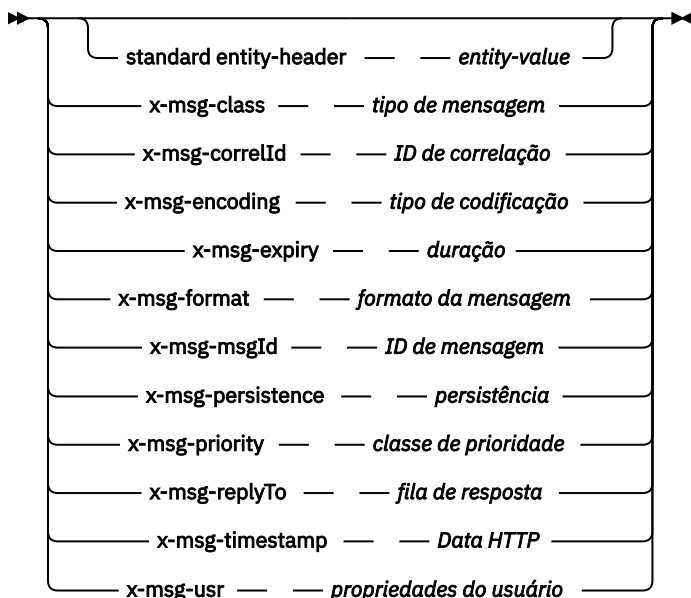 standard entity-header entity-value
x-msg-class tipo de mensagem
x-msg-correlId ID de correlação
x-msg-encoding tipo de codificação
x-msg-expiry duração
x-msg-format formato da mensagem
x-msg-msgId ID de mensagem
x-msg-persistence persistência
x-msg-priority classe de prioridade
x-msg-replyTo fila de resposta
x-msg-timestamp Data HTTP
x-msg-usr propriedades do usuário